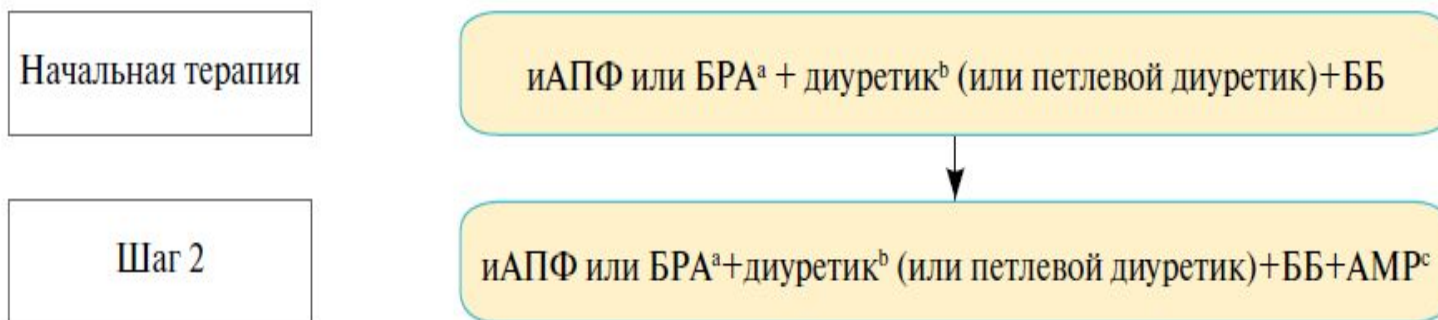 Начальная терапия
иАПФ или БРАᵃ + диуретикᵇ (или петлевой диуретик)+ББ
Шаг 2
иАПФ или БРАᵃ+диуретикᵇ (или петлевой диуретик)+ББ+АМРᶜ